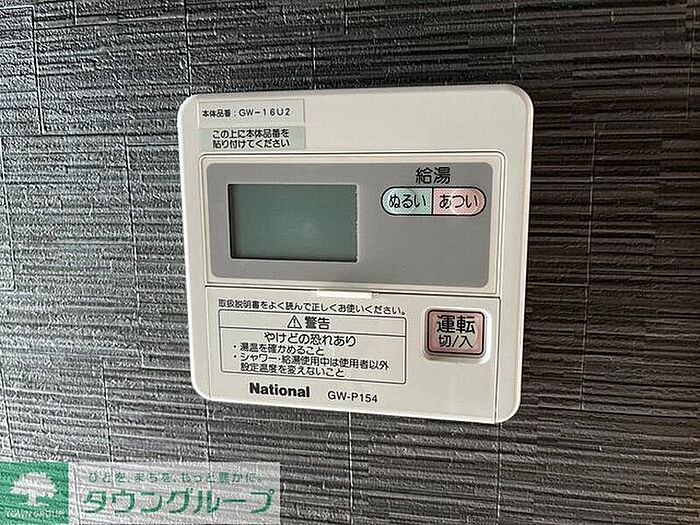 本体品番：GW-16U2
この上に本体品番を
貼り付けてください
給湯
ぬるい あつい
取扱説明書をよく読んで正しくお使いください。
⚠警告
やけどの恐れあり
・湯温を確かめること
・シャワー・給湯使用中は使用者以外
設定温度を変えないこと
運転
切/入
National GW-P154
ひとを、まちを、もっと豊かに。
タウングループ
TOWN GROUP